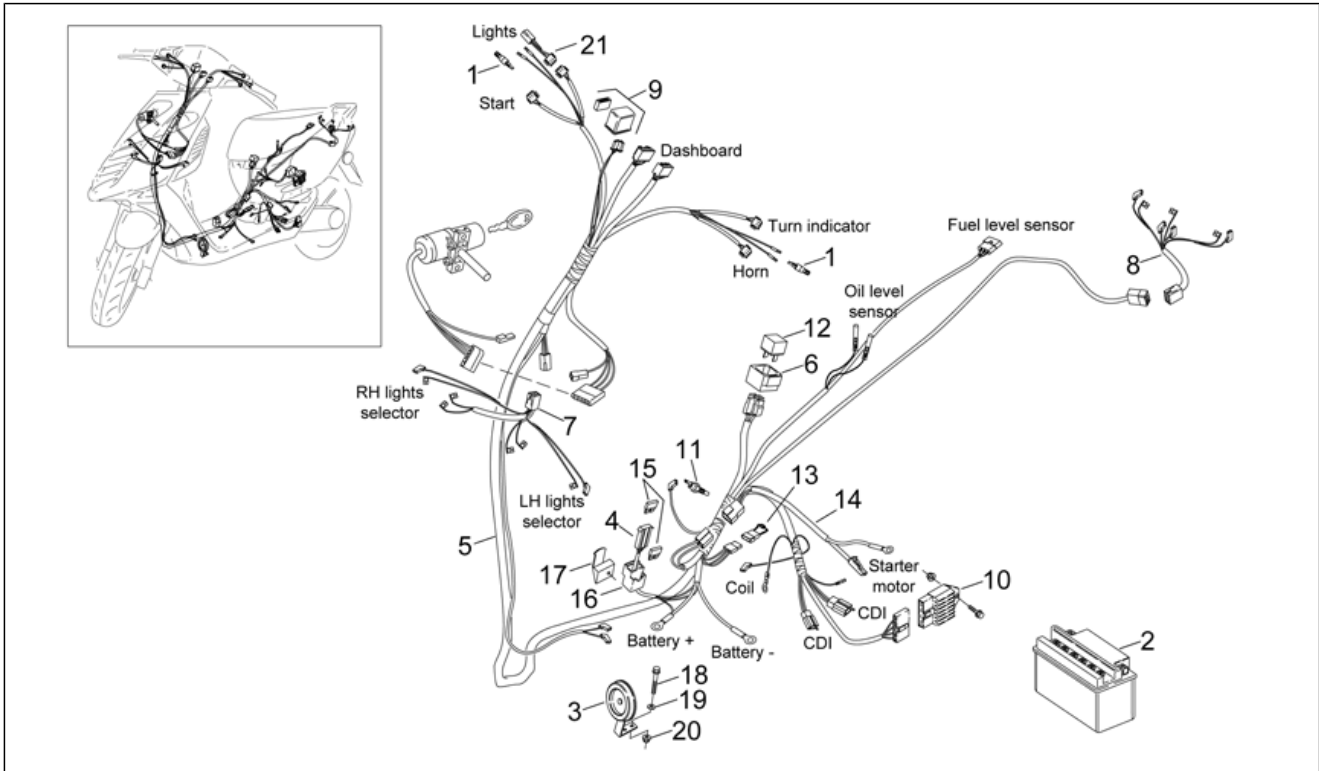 Lights
21
1
9
Start
Dashboard
Turn indicator
Fuel level sensor
Horn
1
8
Oil level
sensor
12
6
RH lights
selector
7
15
11
13
LH lights
selector
4
14
5
17
16
Coil
Starter
motor
10
CDI
Battery +
Battery -
CDI
2
18
3
19
20